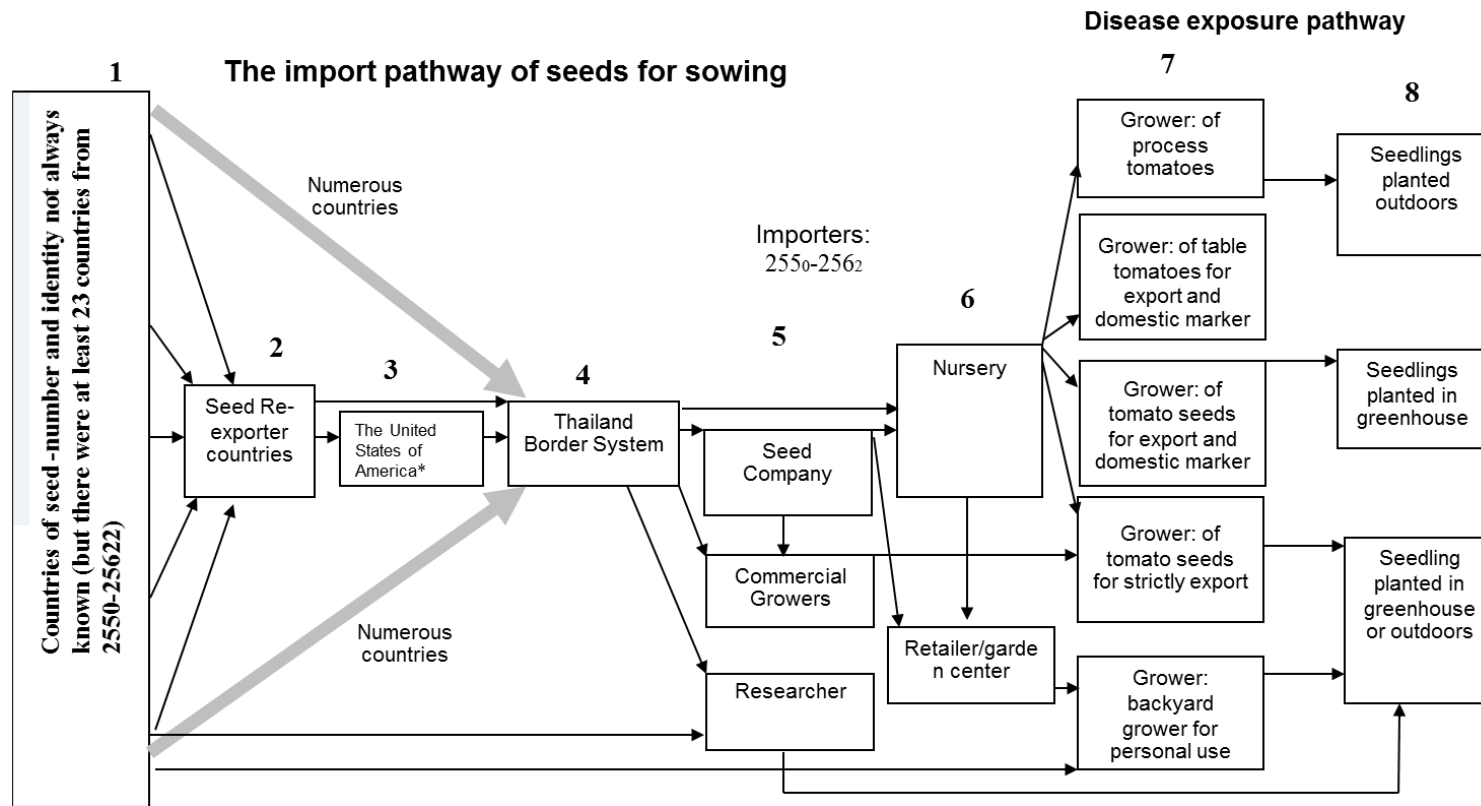 Disease exposure pathway
The import pathway of seeds for sowing
1
7
8
Countries of seed-number and identity not always
known (but there were at least 23 countries from
2550-25622)
Numerous
countries
Importers:
2550-2562
2
3
4
5
6
Seed Re-
exporter
countries
The United
States of
America*
Thailand
Border System
Numerous
countries
Seed
Company
Commercial
Growers
Researcher
Nursery
Retailer/garde
n center
Grower: of
process
tomatoes
Grower: of table
tomatoes for
export and
domestic marker
Grower: of
tomato seeds
for export and
domestic marker
Grower: of
tomato seeds
for strictly export
Grower:
backyard
grower for
personal use
Seedlings
planted
outdoors
Seedlings
planted in
greenhouse
Seedling
planted in
greenhouse
or outdoors